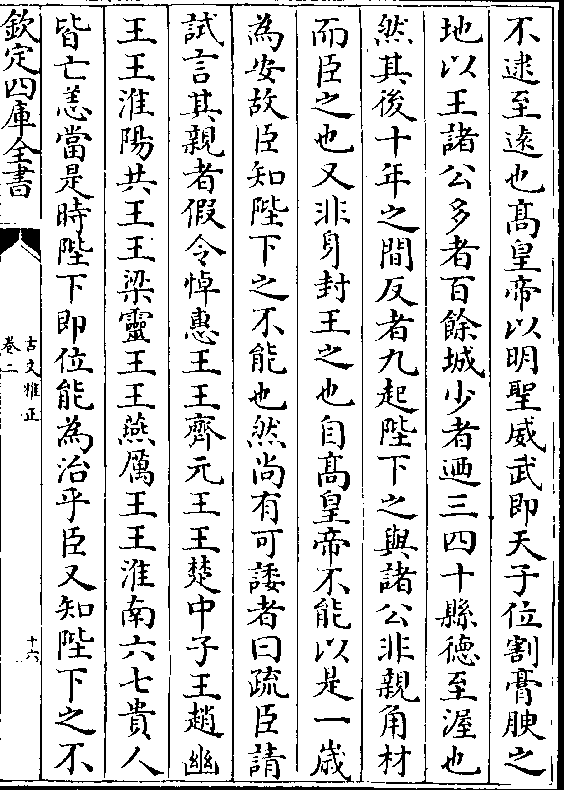 不逮至遠也髙皇帝以明聖威武即天子位割膏腴之
地以王諸公多者百餘城少者廼三四十縣徳至渥也
然其後十年之間反者九起陛下之與諸公非親角材
而臣之也又非身封王之也自髙皇帝不能以是一歳
為安故臣知陛下之不能也然尚有可諉者曰疏臣請
試言其親者假令悼惠王王齊元王王楚中子王趙幽
王王淮陽共王王梁靈王王燕厲王王淮南六七貴人
皆亡恙當是時陛下即位能為治乎臣又知陛下之不
欽定四庫全書
古文雅正
卷二
十六